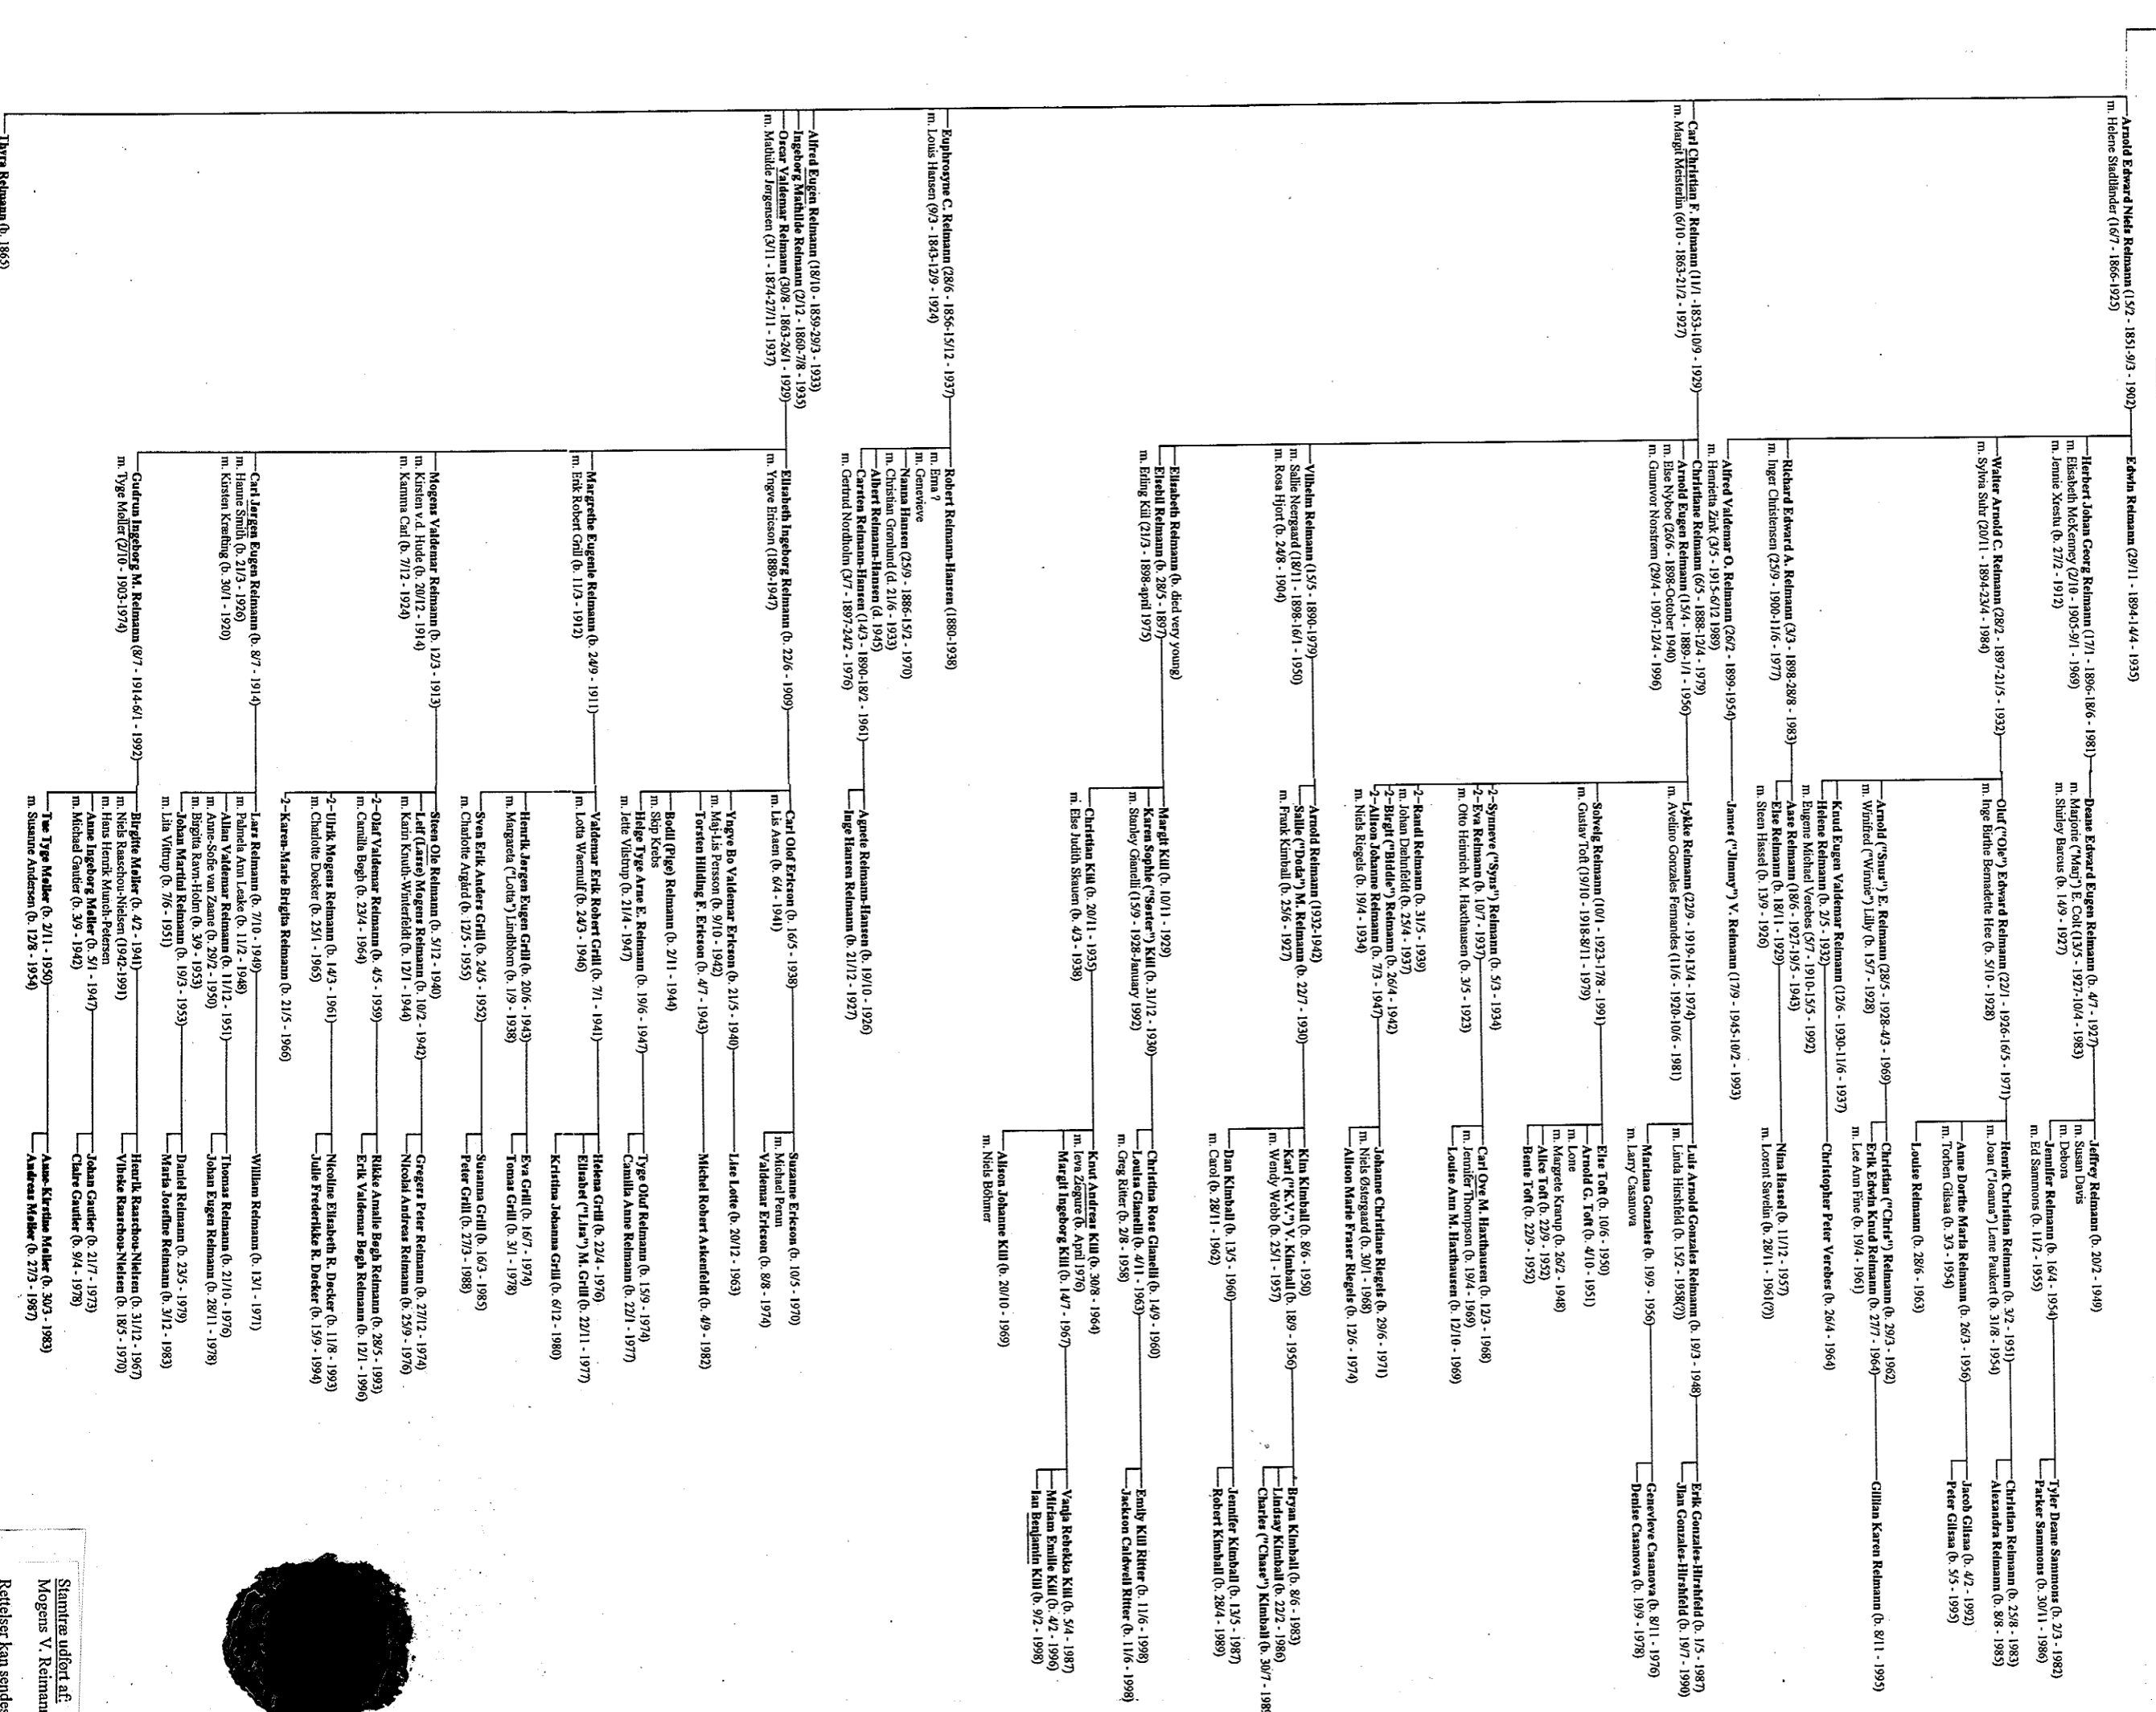 Arnold Edward Niels Reimann (15/2 - 1851-9/3 - 1902)
m. Helene Stadtländer (16/7 - 1866-1925)
Carl Christian F. Reimann (11/1 -1853-10/9 - 1929)
m. Margit Meisterlin (6/10 - 1863-21/2 - 1927)
Euphrosyne C. Reimann (28/6 - 1856-15/12 - 1937)
m. Louis Hansen (9/3 - 1843-12/9 - 1924)
Alfred Eugen Reimann (18/10 - 1859-29/3 - 1933)
Ingeborg Mathilde Reimann (2/12 - 1860-7/8 - 1935)
Oscar Valdemar Reimann (30/8 - 1863-26/1 - 1929)
m. Mathilde Jørgensen (3/11 - 1874-27/11 - 1937)
Thyra Reimann (b. 1865)
Edwin Reimann (29/11 - 1894-14/4 - 1935)
Herbert Johan Georg Reimann (17/1 - 1896-18/6 - 1981)
m. Elisabeth McKenney (2/10 - 1905-9/1 - 1969)
m. Jennie Xrestu (b. 27/2 - 1912)
Walter Arnold C. Reimann (28/2 - 1897-21/5 - 1932)
m. Sylvia Stuhr (20/11 - 1894-23/4 - 1984)
Richard Edward A. Reimann (3/3 - 1898-28/8 - 1983)
m. Inger Christensen (25/9 - 1900-11/6 - 1977)
Alfred Valdemar O. Reimann (26/2 - 1899-1954)
m. Henrietta Zink (3/5 - 1915-6/12 1989)
Christiane Reimann (6/5 - 1888-12/4 - 1979)
Arnold Eugen Reimann (15/4 - 1889-1/1 - 1956)
m. Else Nyboe (26/6 - 1898-October 1940)
m. Gunnvor Norstrøm (29/4 - 1907-12/4 - 1996)
Vilhelm Reimann (15/5 - 1890-1979)
m. Sallie Neergard (18/11 - 1898-16/1 - 1950)
m. Rosa Hjort (b. 24/8 - 1904)
Elisabeth Reimann (b. died very young)
Elsebil Reimann (b. 28/5 - 1897)
m. Erling Kiil (21/3 - 1898-april 1975)
Robert Reimann-Hansen (1880-1938)
m. Erna ?
m. Genevieve
Nanna Hansen (25/9 - 1886-15/2 - 1970)
m. Christian Grønlund (d. 21/6 - 1933)
Albert Reimann-Hansen (d. 1945)
Carsten Reimann-Hansen (14/3 - 1890-18/2 - 1961)
m. Gertrud Nordholm (3/7 - 1897-24/2 - 1976)
Elisabeth Ingeborg Reimann (b. 22/6 - 1909)
m. Yngve Ericson (1889-1947)
Margrethe Eugenie Reimann (b. 24/9 - 1911)
m. Erik Robert Grill (b. 11/3 - 1912)
Mogens Valdemar Reimann (b. 12/3 - 1913)
m. Kirsten v.d. Hude (b. 20/12 - 1914)
m. Kamma Carl (b. 7/12 - 1924)
Carl Jørgen Eugen Reimann (b. 8/7 - 1914)
m. Hanne Smith (b. 21/3 - 1926)
m. Kirsten Kræfting (b. 30/1 - 1920)
Gudrun Ingeborg M. Reimann (8/7 - 1914-6/1 - 1992)
m. Tyge Møller (2/10 - 1903-1974)
Deane Edward Eugen Reimann (b. 4/7 - 1927)
m. Marjorie ("Marj") E. Colt (13/5 - 1927-10/4 - 1983)
m. Shirley Barcus (b. 14/9 - 1927)
Oluf ("Ole") Edward Reimann (22/1 - 1926-16/5 - 1971)
m. Inge Birthe Bernadette Hee (b. 5/10 - 1928)
Arnold ("Snus") E. Reimann (28/5 - 1928-4/3 - 1969)
m. Winifred ("Winnie") Lilly (b. 15/7 - 1928)
Knud Eugen Valdemar Reimann (12/6 - 1930-11/6 - 1937)
Helene Reimann (b. 2/5 - 1932)
m. Eugene Michael Verebes (5/7 - 1910-15/5 - 1992)
Aase Reimann (18/6 - 1927-19/5 - 1943)
Else Reimann (b. 18/11 - 1929)
m. Steen Hassel (b. 13/9 - 1926)
James ("Jimmy") V. Reimann (17/9 - 1945-10/2 - 1993)
Lykke Reimann (22/9 - 1919-13/4 - 1974)
m. Avelino Gonzales Fernandes (11/6 - 1920-10/6 - 1981)
Solveig Reimann (10/1 - 1923-17/8 - 1991)
m. Gustav Toft (19/10 - 1918-8/11 - 1979)
2-Synneve ("Syns") Reimann (b. 5/3 - 1934)
2-Eva Reimann (b. 10/7 - 1937)
m. Otto Heinrich M. Haxthausen (b. 3/5 - 1923)
2-Randi Reimann (b. 31/5 - 1939)
m. Johan Dæhnfeldt (b. 25/4 - 1937)
2-Birgit ("Biddie") Reimann (b. 26/4 - 1942)
2-Allison Johanne Reimann (b. 7/3 - 1947)
m. Niels Riegels (b. 19/4 - 1934)
Arnold Reimann (1932-1942)
Sallie ("Doda") M. Reimann (b. 22/7 - 1930)
m. Frank Kimball (b. 25/6 - 1927)
Margit Kiil (b. 10/11 - 1929)
Karen Sophie ("Søster") Kiil (b. 31/12 - 1930)
m. Stanley Gianelli (15/9 - 1928-January 1992)
Christian Kiil (b. 20/11 - 1935)
m. Else Judith Skauen (b. 4/3 - 1938)
Agnete Reimann-Hansen (b. 19/10 - 1926)
Inge Hansen Reimann (b. 21/12 - 1927)
Carl Olof Ericson (b. 16/5 - 1938)
m. Lis Aaen (b. 6/4 - 1941)
Yngve Bo Valdemar Ericson (b. 21/5 - 1940)
m. Maj-Lis Persson (b. 9/10 - 1942)
Torsten Hilding F. Ericson (b. 4/7 - 1943)
Bodil (Pige) Reimann (b. 2/11 - 1944)
m. Skip Krebs
Helge Tyge Arne E. Reimann (b. 19/6 - 1947)
m. Jette Vilstrup (b. 21/4 - 1947)
Valdemar Erik Robert Grill (b. 7/1 - 1941)
m. Lotta Waermulf (b. 24/3 - 1946)
Henrik Jørgen Eugen Grill (b. 20/6 - 1943)
m. Margareta ("Lotta") Lindblom (b. 1/9 - 1938)
Sven Erik Anders Grill (b. 24/5 - 1952)
m. Charlotte Argård (b. 12/5 - 1955)
Steen Ole Reimann (b. 5/12 - 1940)
Leif (Lasse) Mogens Reimann (b. 10/2 - 1942)
m. Karin Knuth-Winterfeldt (b. 12/1 - 1944)
2-Olaf Valdemar Reimann (b. 4/5 - 1959)
m. Camilla Bøgh (b. 23/4 - 1964)
2-Ulrik Mogens Reimann (b. 14/3 - 1961)
m. Charlotte Docker (b. 25/1 - 1965)
2-Karen-Marie Brigita Reimann (b. 21/5 - 1966)
Lars Reimann (b. 7/10 - 1949)
m. Palmela Ann Leake (b. 11/2 - 1948)
Allan Valdemar Reimann (b. 11/12 - 1951)
m. Anne-Sofie van Zaane (b. 29/2 - 1950)
m. Birgitta Ravn-Holm (b. 3/9 - 1953)
Johan Martini Reimann (b. 19/3 - 1953)
m. Lita Vittrup (b. 7/6 - 1951)
Birgitte Møller (b. 4/2 - 1941)
m. Niels Raaschou-Nielsen (1942-1991)
m. Hans Henrik Munch-Petersen
Anne Ingeborg Møller (b. 5/1 - 1947)
m. Michael Gautier (b. 3/9 - 1942)
Tue Tyge Møller (b. 2/11 - 1950)
m. Susanne Andersen (b. 12/8 - 1954)
Jeffrey Reimann (b. 20/2 - 1949)
m. Susan Davis
m. Debora
Jennifer Reimann (b. 16/4 - 1954)
m. Ed Sammons (b. 11/2 - 1955)
Henrik Christian Reimann (b. 3/2 - 1951)
m. Joan ("Joanna") Lene Paukert (b. 31/8 - 1954)
Anne Dorthe Maria Reimann (b. 26/3 - 1956)
m. Torben Gilsaa (b. 3/3 - 1954)
Louise Reimann (b. 28/6 - 1963)
Christian ("Chris") Reimann (b. 29/3 - 1962)
Erik Edwin Knud Reimann (b. 27/7 - 1964)
m. Lee Ann Fine (b. 19/4 - 1961)
Christopher Peter Verebes (b. 26/4 - 1964)
Nina Hassel (b. 11/12 - 1957)
m. Lorent Savelin (b. 28/11 - 1961(?))
Luis Arnold Gonzales Reimann (b. 19/3 - 1948)
m. Linda Hirshfeld (b. 15/2 - 1958(?))
Mariana Gonzales (b. 19/9 - 1956)
m. Larry Casanova
Else Toft (b. 10/6 - 1950)
Arnold G. Toft (b. 4/10 - 1951)
m. Lone
m. Margrete Krarup (b. 26/2 - 1948)
Alice Toft (b. 22/9 - 1952)
Bente Toft (b. 22/9 - 1952)
Carl Ove M. Haxthausen (b. 12/3 - 1968)
m. Jennifer Thompson (b. 19/4 - 1969)
Louise Ann M. Haxthausen (b. 12/10 - 1969)
Johanne Christiane Riegels (b. 29/6 - 1971)
m. Niels Østergaard (b. 30/1 - 1968)
Alison Marie Fraser Riegels (b. 12/6 - 1974)
Kim Kimball (b. 8/6 - 1950)
Karl ("K.V.") V. Kimball (b. 18/9 - 1956)
m. Wendy Webb (b. 25/1 - 1957)
Dan Kimball (b. 13/5 - 1960)
m. Carol (b. 28/11 - 1962)
Christina Rose Gianelli (b. 14/9 - 1960)
Louisa Gianelli (b. 4/11 - 1963)
m. Greg Ritter (b. 2/8 - 1958)
Knut Andreas Kiil (b. 30/8 - 1964)
m. Ieva Zlogure (b. April 1976)
Margit Ingeborg Kiil (b. 14/7 - 1967)
Alison Johanne Kiil (b. 20/10 - 1969)
m. Niels Böhmer
Suzanne Ericson (b. 10/5 - 1970)
m. Michael Perun
Valdemar Ericson (b. 8/8 - 1974)
Lise Lotte (b. 20/12 - 1963)
Michel Robert Askenfeldt (b. 4/9 - 1982)
Tyge Oluf Reimann (b. 15/9 - 1974)
Camilla Anne Reimann (b. 22/1 - 1977)
Helena Grill (b. 22/4 - 1976)
Elisabet ("Lisa") M. Grill (b. 22/11 - 1977)
Kristina Johanna Grill (b. 6/12 - 1980)
Eva Grill (b. 16/7 - 1974)
Tomas Grill (b. 3/1 - 1978)
Susanna Grill (b. 16/3 - 1985)
Peter Grill (b. 27/3 - 1988)
Gregers Peter Reimann (b. 27/12 - 1974)
Nicolai Andreas Reimann (b. 25/9 - 1976)
Rikke Amalie Bøgh Reimann (b. 28/5 - 1993)
Erik Valdemar Bøgh Reimann (b. 12/1 - 1996)
Nicoline Elisabeth R. Docker (b. 11/8 - 1993)
Julie Frederikke R. Docker (b. 15/9 - 1994)
William Reimann (b. 13/1 - 1971)
Thomas Reimann (b. 21/10 - 1976)
Johan Eugen Reimann (b. 28/11 - 1978)
Daniel Reimann (b. 23/5 - 1979)
Maria Josefine Reimann (b. 3/12 - 1983)
Henrik Raaschou-Nielsen (b. 31/12 - 1967)
Vibeke Raaschou-Nielsen (b. 18/5 - 1970)
Johan Gautier (b. 21/7 - 1973)
Claire Gautier (b. 9/4 - 1978)
Anne-Kirstine Møller (b. 30/3 - 1983)
Andreas Møller (b. 27/3 - 1987)
Tyler Deane Sammons (b. 2/3 - 1982)
Parker Sammons (b. 30/11 - 1986)
Christian Reimann (b. 25/8 - 1983)
Alexandra Reimann (b. 8/8 - 1985)
Jacob Gilsaa (b. 4/2 - 1992)
Peter Gilsaa (b. 5/5 - 1995)
Gillian Karen Reimann (b. 8/11 - 1995)
Erik Gonzales-Hirshfeld (b. 1/5 - 1987)
Jian Gonzales-Hirshfeld (b. 19/7 - 1990)
Genevieve Casanova (b. 8/11 - 1976)
Denise Casanova (b. 19/9 - 1978)
Bryan Kimball (b. 8/6 - 1983)
Lindsay Kimball (b. 22/2 - 1986)
Charles ("Chase") Kimball (b. 30/7 - 198
Jennifer Kimball (b. 13/5 - 1987)
Robert Kimball (b. 28/4 - 1989)
Emily Kiil Ritter (b. 11/6 - 1998)
Jackson Caldwell Ritter (b. 11/6 - 1998)
Vanja Rebekka Kiil (b. 5/4 - 1987)
Miriam Emilie Kiil (b. 4/2 - 1996)
Ian Benjamin Kiil (b. 9/2 - 1998)
Stamtræ udført af:
Mogens V. Reimann
Rettelser kan sendes